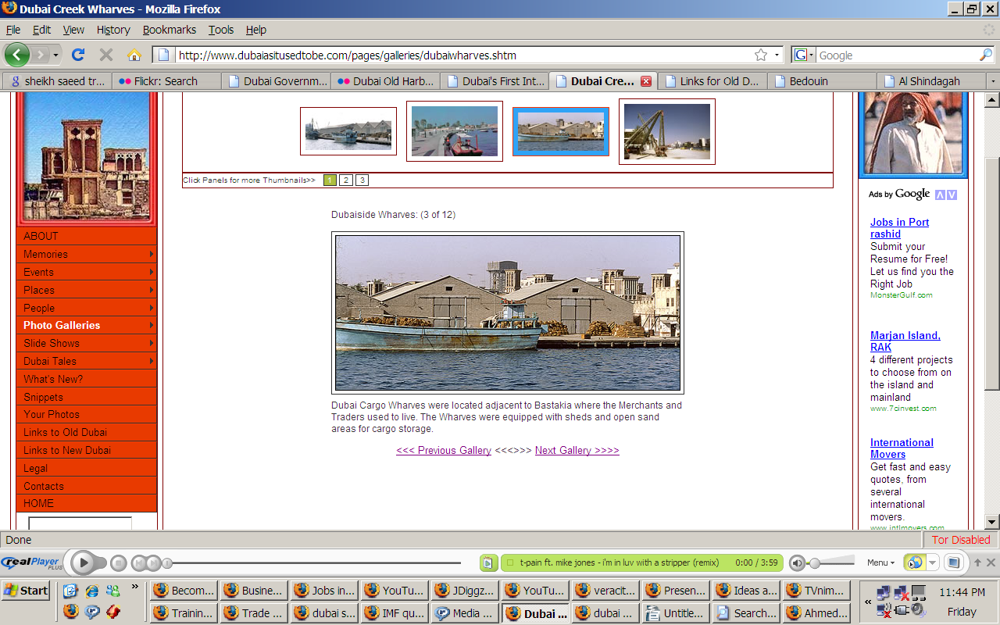 Dubai Creek Wharves - Mozilla Firefox
File Edit View History Bookmarks Tools Help
http://www.dubaiasitusedtobe.com/pages/galleries/dubaiwharves.shtm
Google
sheikh saeed tr...
Flickr: Search
Dubai Governm...
Dubai Old Harb...
Dubai's First Int...
Dubai Cre...
Links for Old D...
Bedouin
Al Shindagah
Click Panels for more Thumbnails>> 1 2 3
ABOUT
Memories
Events
Places
People
Photo Galleries
Slide Shows
Dubai Tales
What's New?
Snippets
Your Photos
Links to Old Dubai
Links to New Dubai
Legal
Contacts
HOME
Dubaiside Wharves: (3 of 12)
Dubai Cargo Wharves were located adjacent to Bastakia where the Merchants and
Traders used to live. The Wharves were equipped with sheds and open sand
areas for cargo storage.
<<< Previous Gallery <<<>>> Next Gallery >>>>
Ads by Google
Jobs in Port
rashid
Submit your
Resume for Free!
Let us find you the
Right Job
MonsterGulf.com
Marjan Island,
RAK
4 different projects
to choose from on
the island and
mainland
www.7cinvest.com
International
Movers
Get fast and easy
quotes, from
several
international
movers.
www.intlmovers.com
Done
Tor Disabled
realPlayer PLUS
t-pain ft. mike jones - i'm in luv with a stripper (remix) 0:00 / 3:59
Menu
Start
»
Becom...
Busine...
Jobs in...
YouTu...
JDiggz...
YouTu...
veracit...
Presen...
Ideas a...
TVnim...
«
11:44 PM
Trainin...
Trade ...
dubai s...
IMF qu...
Media ...
Dubai ...
dubai ...
Untitle...
Search...
Ahmed...
Friday